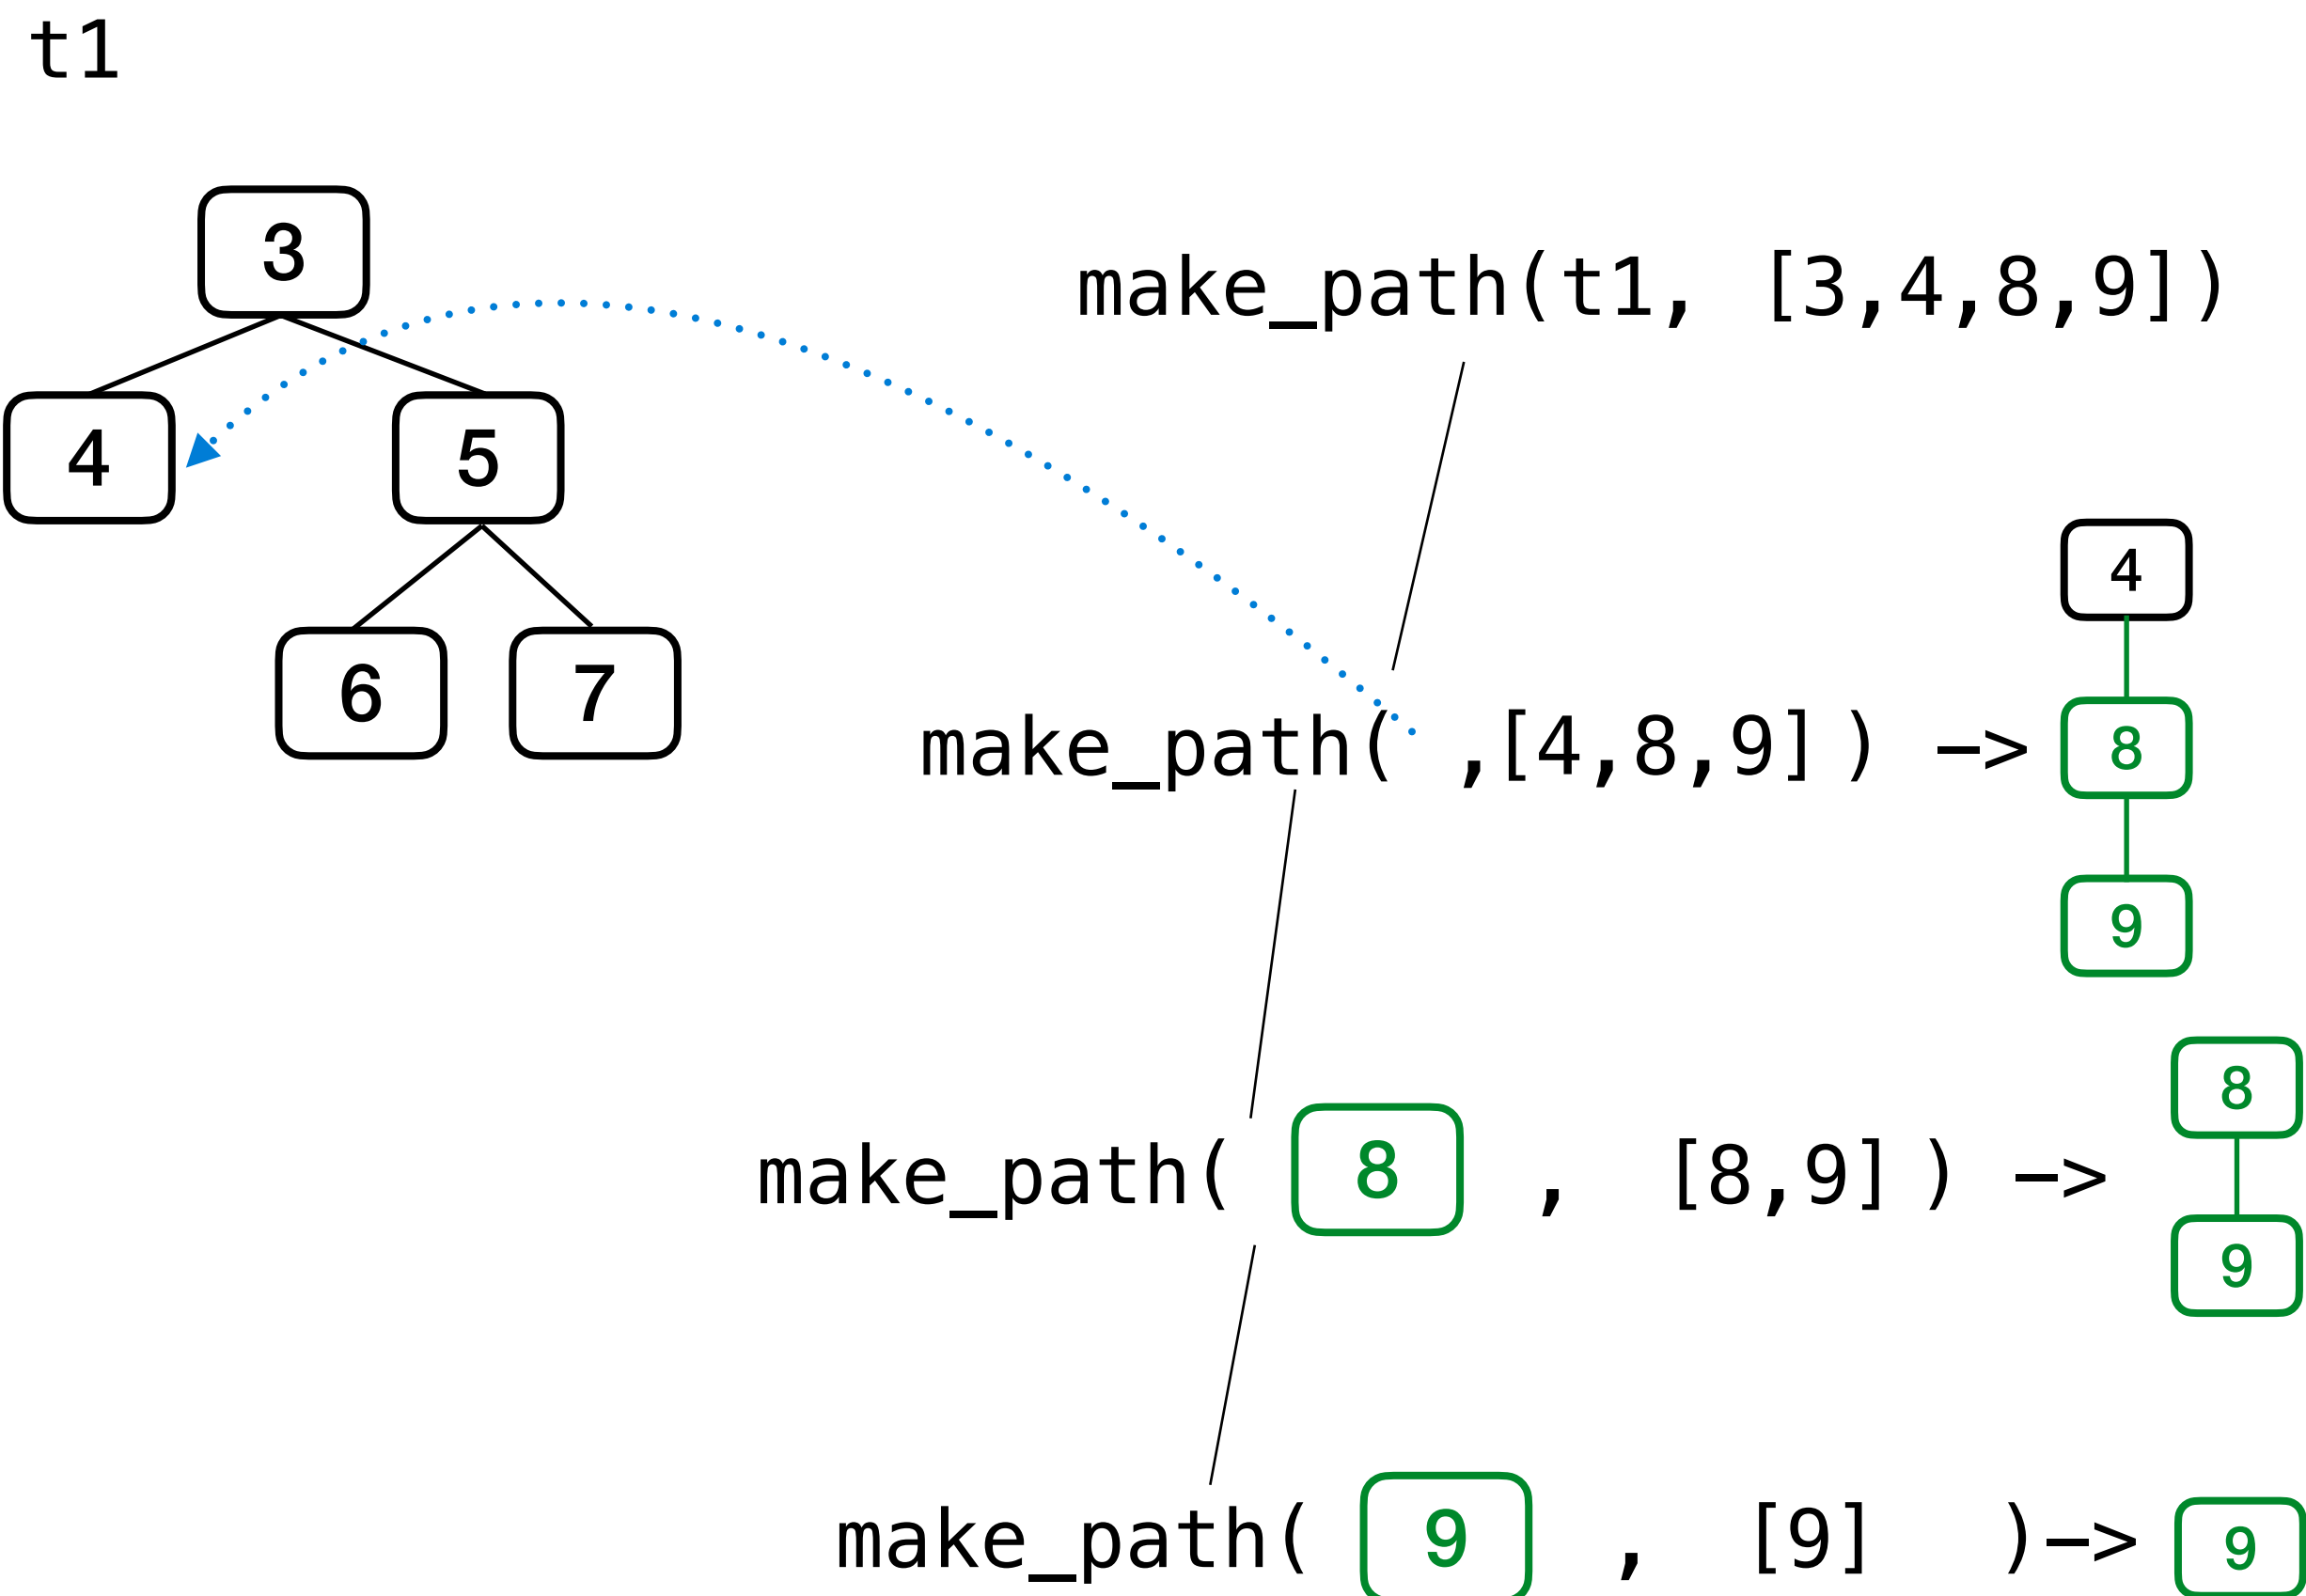 t1
3
make_path(t1, [3,4,8,9])
4 5
4
6 7
make_path( ,[4,8,9] ) —> 8
9
8
make_path( 8 , [8,9] ) —>
9
make_path( 9 , [9] )—> 9